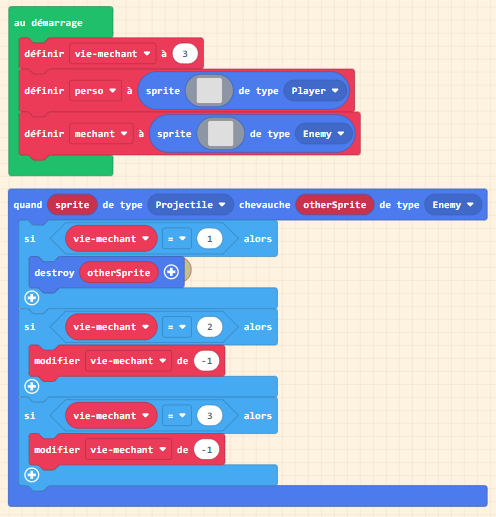 au démarrage
définir vie-mechant à 3
définir perso à sprite de type Player
définir mechant à sprite de type Enemy
quand sprite de type Projectile chevauche otherSprite de type Enemy
si vie-mechant = 1 alors
destroy otherSprite
si vie-mechant = 2 alors
modifier vie-mechant de -1
si vie-mechant = 3 alors
modifier vie-mechant de -1